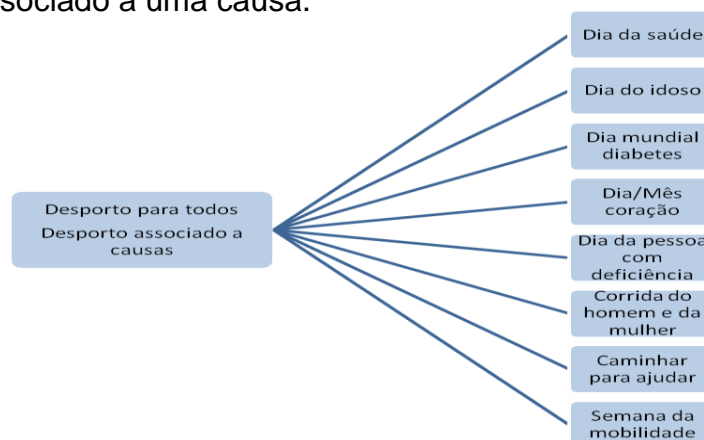 sociado a uma causa.
Dia da saúde
Dia do idoso
Dia mundial
diabetes
Dia/Mês
coração
Desporto para todos
Desporto associado a
causas
Dia da pessoa
com
deficiência
Corrida do
homem e da
mulher
Caminhar
para ajudar
Semana da
mobilidade